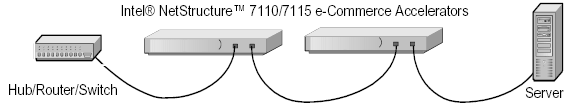 Intel® NetStructure™ 7110/7115 e-Commerce Accelerators
Hub/Router/Switch
Server